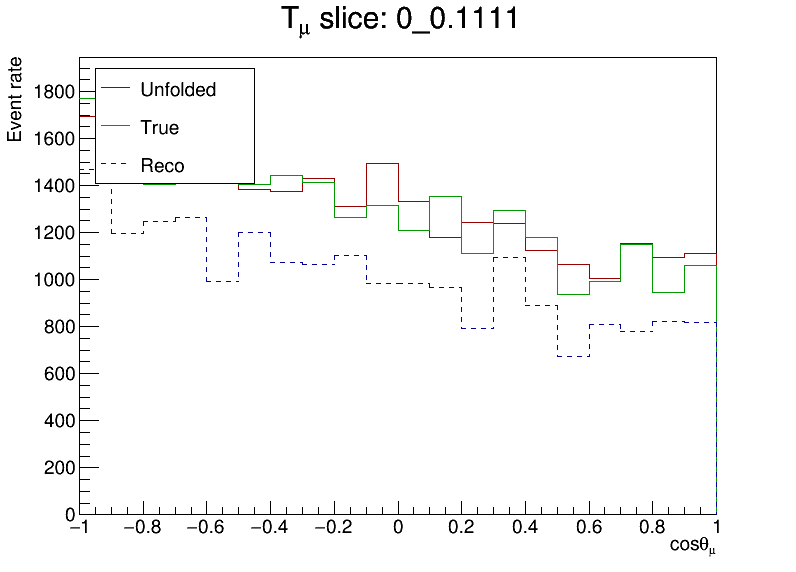 Tμ slice: 0_0.1111
Event rate
Unfolded
True
Reco
1800
1600
1400
1200
1000
800
600
400
200
0
−1 −0.8 −0.6 −0.4 −0.2 0 0.2 0.4 0.6 0.8 1
cosθμ